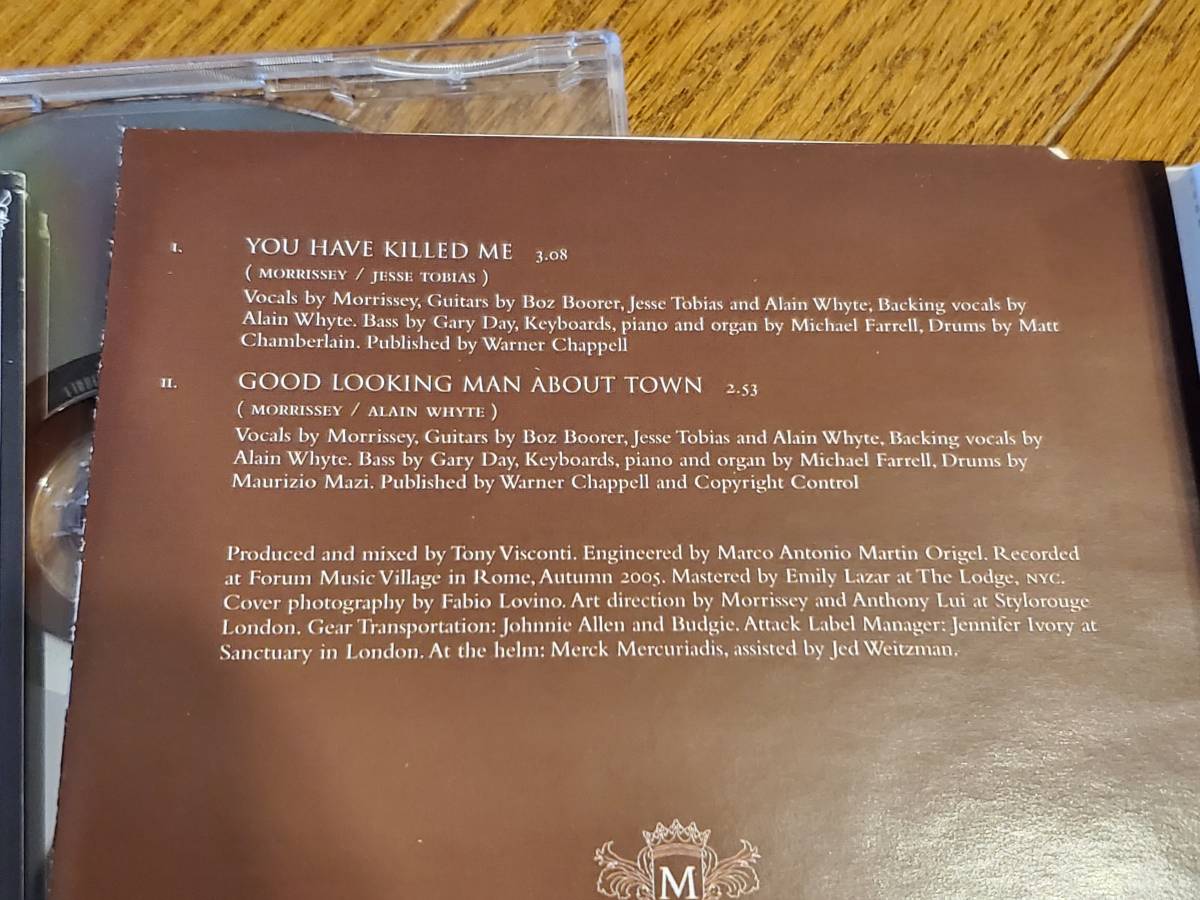 I. YOU HAVE KILLED ME 3.08
( MORRISSEY / JESSE TOBIAS )
Vocals by Morrissey, Guitars by Boz Boorer, Jesse Tobias and Alain Whyte, Backing vocals by
Alain Whyte. Bass by Gary Day, Keyboards, piano and organ by Michael Farrell, Drums by Matt
Chamberlain. Published by Warner Chappell
II. GOOD LOOKING MAN ABOUT TOWN 2.53
( MORRISSEY / ALAIN WHYTE )
Vocals by Morrissey, Guitars by Boz Boorer, Jesse Tobias and Alain Whyte, Backing vocals by
Alain Whyte. Bass by Gary Day, Keyboards, piano and organ by Michael Farrell, Drums by
Maurizio Mazi. Published by Warner Chappell and Copyright Control
Produced and mixed by Tony Visconti. Engineered by Marco Antonio Martin Origel. Recorded
at Forum Music Village in Rome, Autumn 2005. Mastered by Emily Lazar at The Lodge, NYC.
Cover photography by Fabio Lovino. Art direction by Morrissey and Anthony Lui at Stylorouge
London. Gear Transportation: Johnnie Allen and Budgie. Attack Label Manager: Jennifer Ivory at
Sanctuary in London. At the helm: Merck Mercuriadis, assisted by Jed Weitzman.
M